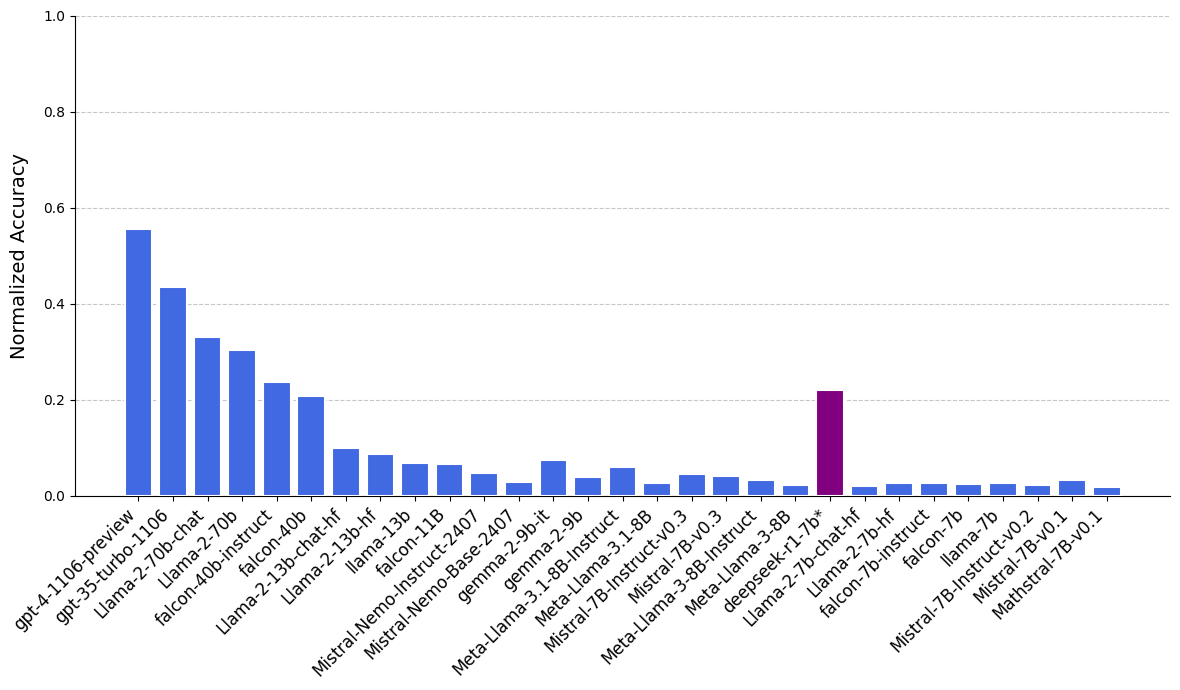 Normalized Accuracy
1.0
0.8
0.6
0.4
0.2
0.0
gpt-4-1106-preview
gpt-35-turbo-1106
Llama-2-70b-chat
Llama-2-70b
falcon-40b-instruct
falcon-40b
Llama-2-13b-chat-hf
Llama-2-13b-hf
llama-13b
falcon-11B
Mistral-Nemo-Instruct-2407
Mistral-Nemo-Base-2407
gemma-2-9b-it
gemma-2-9b
Meta-Llama-3.1-8B-Instruct
Meta-Llama-3.1-8B
Mistral-7B-Instruct-v0.3
Mistral-7B-v0.3
Meta-Llama-3-8B-Instruct
Meta-Llama-3-8B
deepseek-r1-7b*
Llama-2-7b-chat-hf
Llama-2-7b-hf
falcon-7b-instruct
falcon-7b
llama-7b
Mistral-7B-Instruct-v0.2
Mistral-7B-v0.1
Mathstral-7B-v0.1